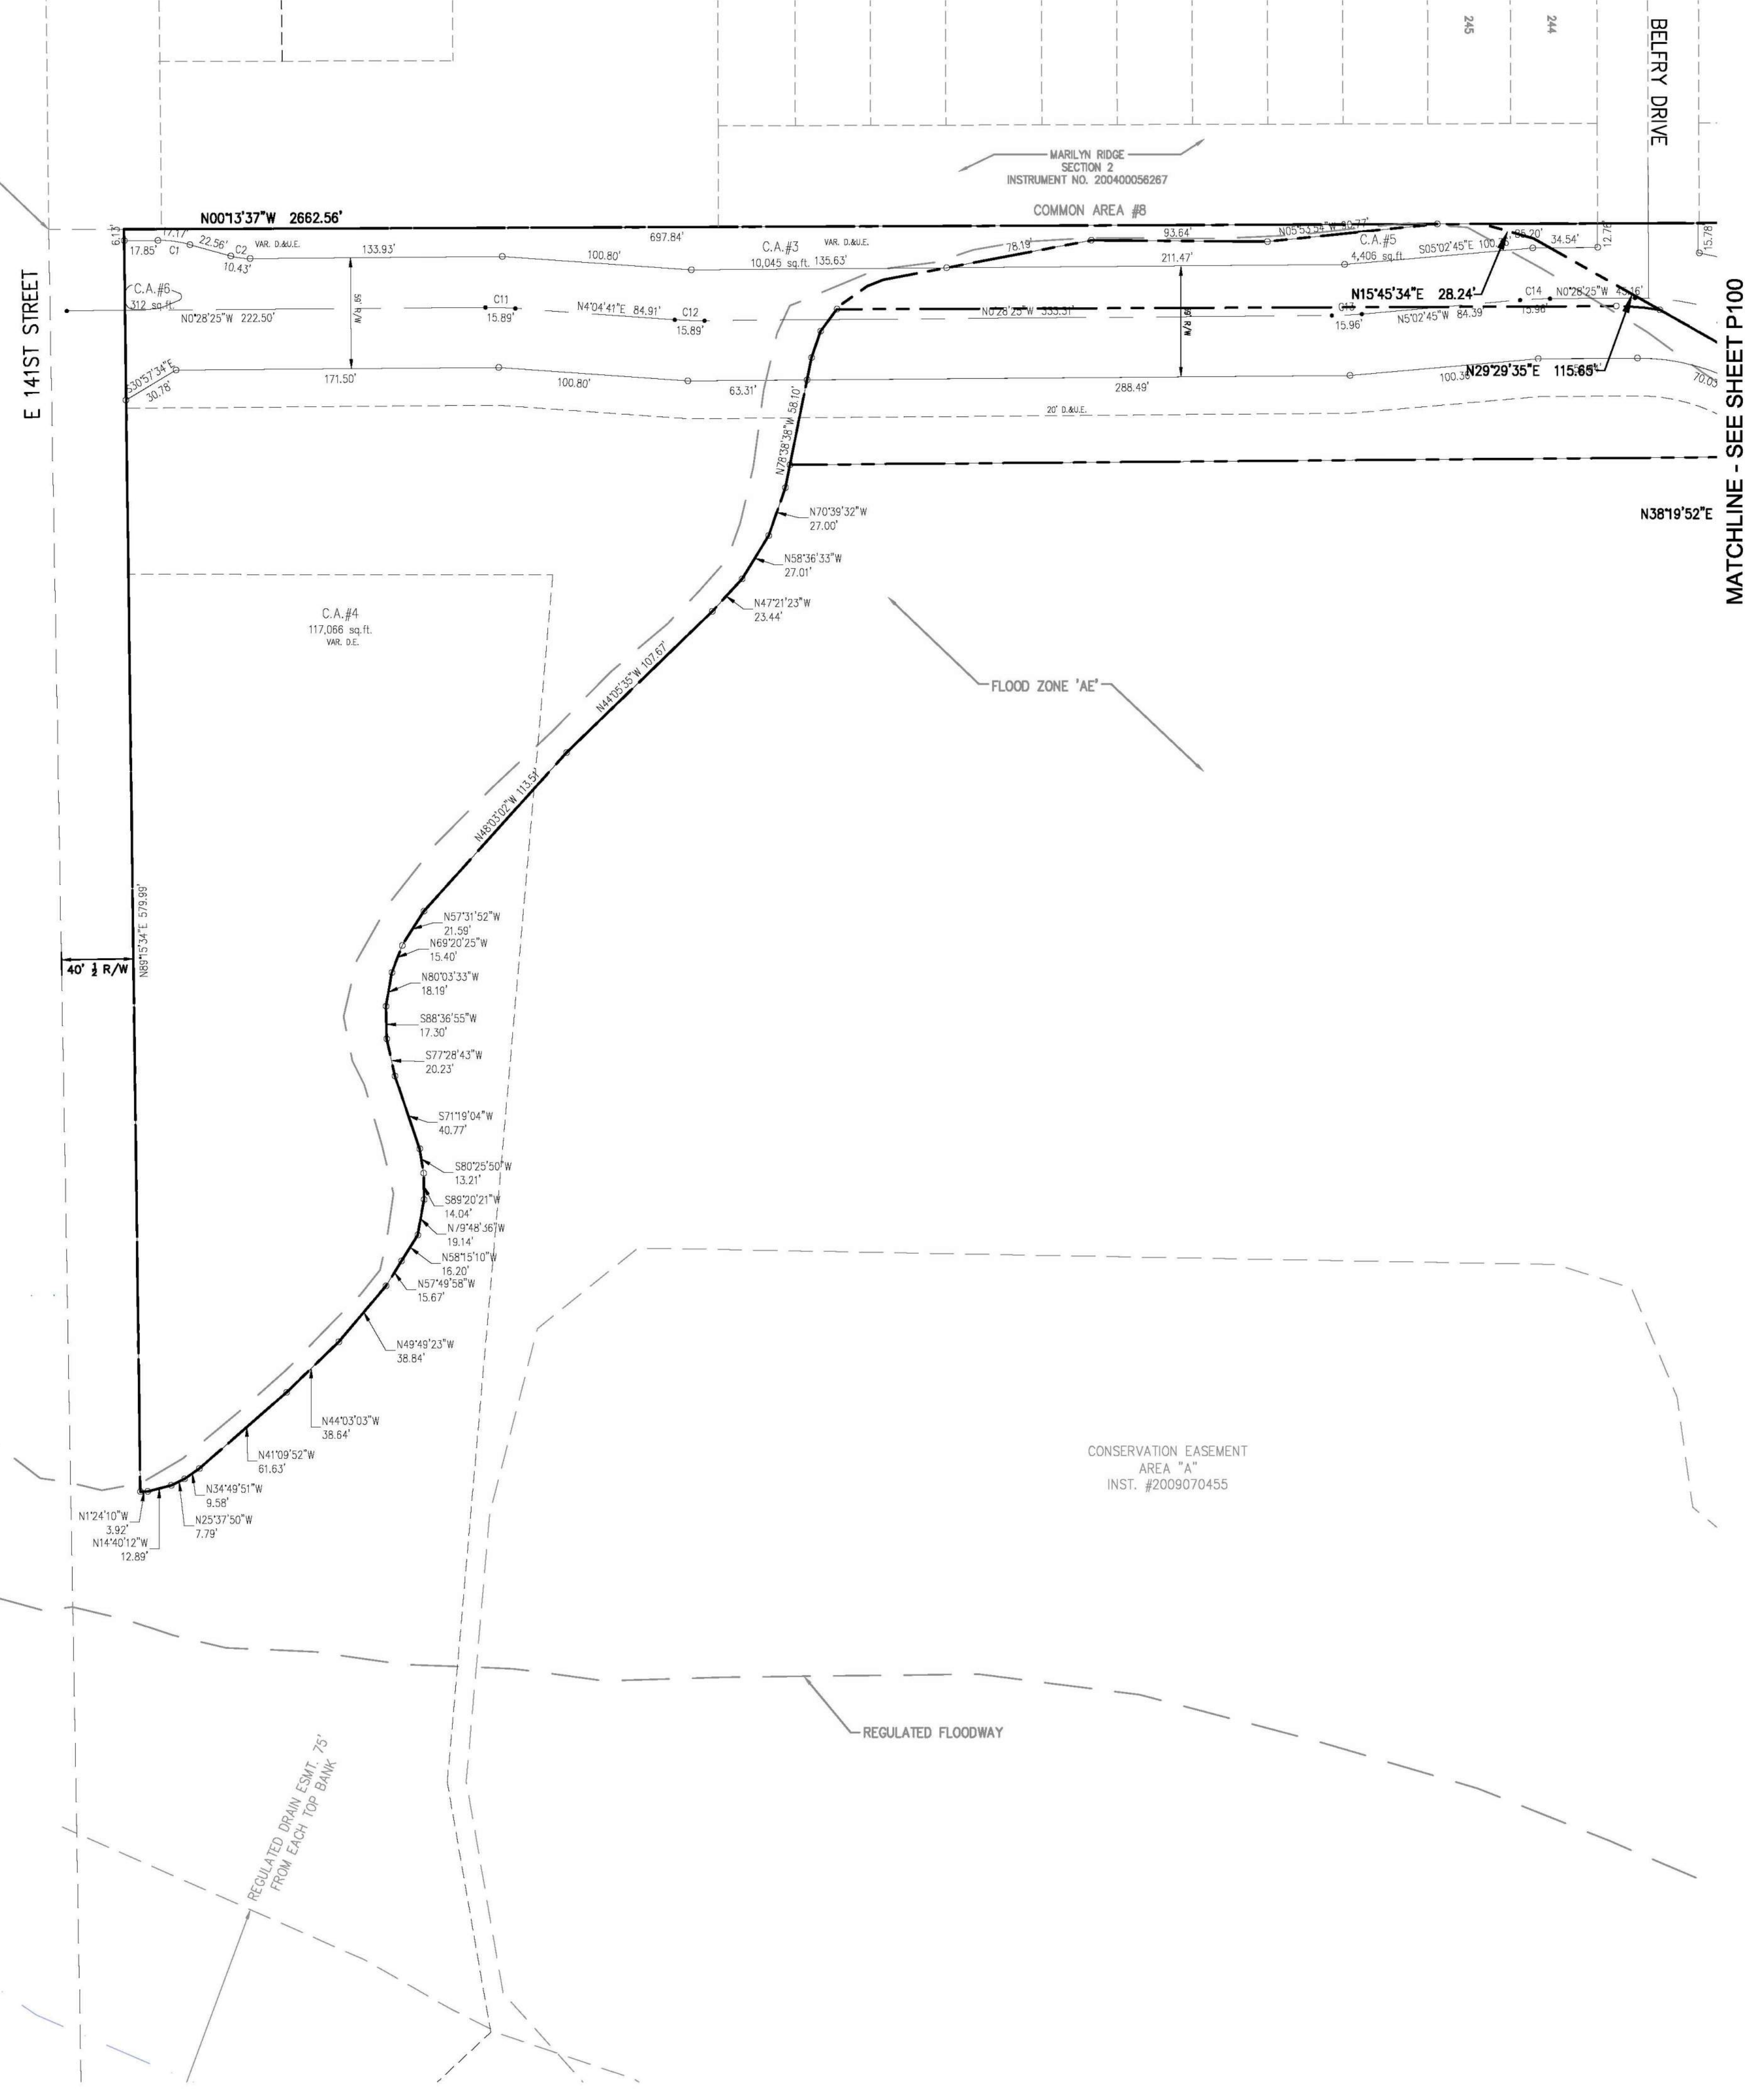 245
244
BELFRY DRIVE
MARILYN RIDGE
SECTION 2
INSTRUMENT NO. 200400056267
COMMON AREA #8
N00°13'37"W 2662.56'
6.13'
17.85'
17.17'
C1
22.56'
C2
10.43'
VAR. D.&U.E.
133.93'
100.80'
697.84'
C.A.#3
10,045 sq.ft.
135.63'
VAR. D.&U.E.
78.19'
93.64'
211.47'
C.A.#5
4,406 sq.ft.
34.54'
15.78'
E 141ST STREET
C.A.#6
312 sq.ft.
N0°28'25"W 222.50'
C11
15.89'
N4°04'41"E 84.91'
C12
15.89'
15.96'
N5°02'45"W 84.39'
C14
N15°45'34"E 28.24'
N29°29'35"E 115.65'
S30°57'34"E
30.78'
171.50'
100.80'
63.31'
288.49'
20' D.&U.E.
N78°38'38"W 58.10'
N70°39'32"W
27.00'
N58°36'33"W
27.01'
N47°21'23"W
23.44'
N38°19'52"E
MATCHLINE - SEE SHEET P100
C.A.#4
117,066 sq.ft.
VAR. D.E.
N44°05'35"W 107.67'
FLOOD ZONE 'AE'
N48°03'02"W 113.51'
N89°15'34"E 579.99'
40' ½ R/W
N57°31'52"W
21.59'
N69°20'25"W
15.40'
N80°03'33"W
18.19'
S88°36'55"W
17.30'
S77°28'43"W
20.23'
S71°19'04"W
40.77'
S80°25'50"W
13.21'
S89°20'21"W
14.04'
N79°48'36"W
19.14'
N58°15'10"W
16.20'
N57°49'58"W
15.67'
N49°49'23"W
38.84'
N44°03'03"W
38.64'
N41°09'52"W
61.63'
N34°49'51"W
9.58'
N25°37'50"W
7.79'
N1°24'10"W
3.92'
N14°40'12"W
12.89'
CONSERVATION EASEMENT
AREA "A"
INST. #2009070455
REGULATED FLOODWAY
REGULATED DRAIN ESMT. 75'
FROM EACH TOP BANK